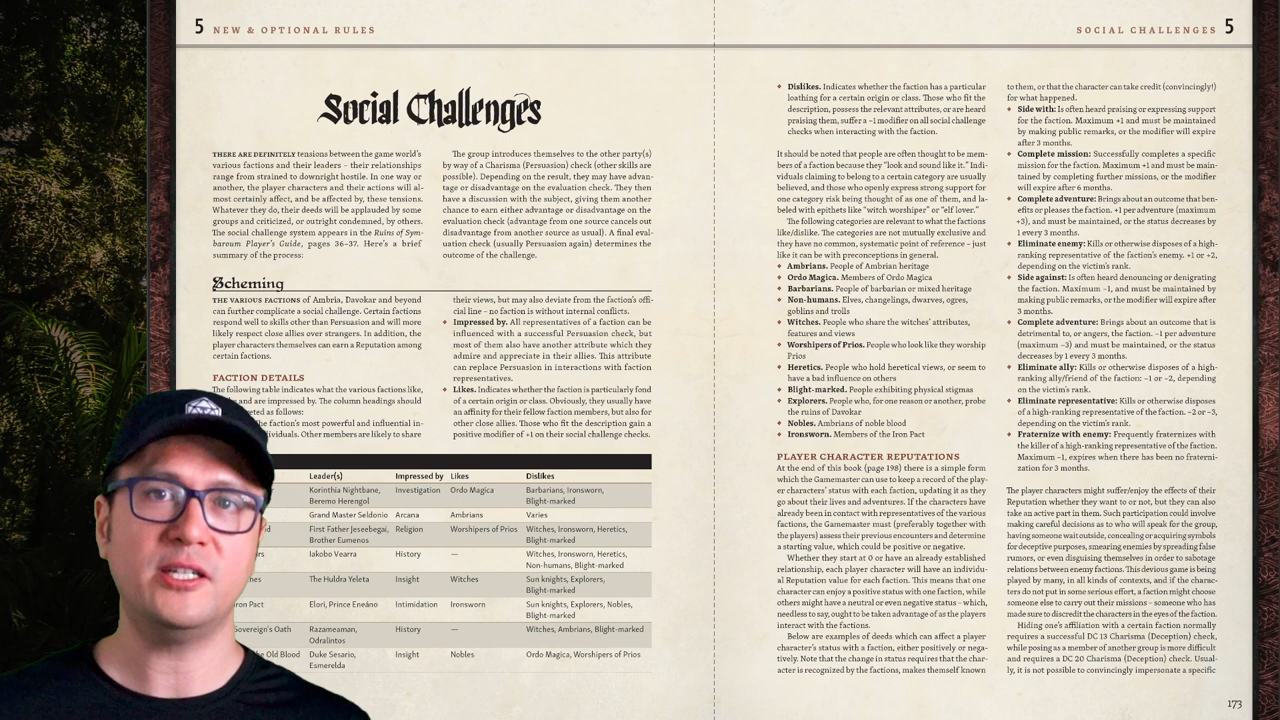 5 NEW & OPTIONAL RULES
SOCIAL CHALLENGES 5
Social Challenges
THERE ARE DEFINITELY tensions between the game world's
various factions and their leaders – their relationships
range from strained to downright hostile. In one way or
another, the player characters and their actions will al-
most certainly affect, and be affected by, these tensions.
Whatever they do, their deeds will be applauded by some
groups and criticized, or outright condemned, by others.
The social challenge system appears in the Ruins of Sym-
baroum Player's Guide, pages 36–37. Here's a brief
summary of the process:
The group introduces themselves to the other party(s)
by way of a Charisma (Persuasion) check (other skills are
possible). Depending on the result, they may have advan-
tage or disadvantage on the evaluation check. They then
have a discussion with the subject, giving them another
chance to earn either advantage or disadvantage on the
evaluation check (advantage from one source cancels out
disadvantage from another source as usual). A final eval-
uation check (usually Persuasion again) determines the
outcome of the challenge.
Scheming
THE VARIOUS FACTIONS of Ambria, Davokar and beyond
can further complicate a social challenge. Certain factions
respond well to skills other than Persuasion and will more
likely respect close allies over strangers. In addition, the
player characters themselves can earn a Reputation among
certain factions.
FACTION DETAILS
The following table indicates what the various factions like,
and are impressed by. The column headings should
eted as follows:
he faction's most powerful and influential in-
ividuals. Other members are likely to share
their views, but may also deviate from the faction's offi-
cial line – no faction is without internal conflicts.
Impressed by. All representatives of a faction can be
influenced with a successful Persuasion check, but
most of them also have another attribute which they
admire and appreciate in their allies. This attribute
can replace Persuasion in interactions with faction
representatives.
Likes. Indicates whether the faction is particularly fond
of a certain origin or class. Obviously, they usually have
an affinity for their fellow faction members, but also for
other close allies. Those who fit the description gain a
positive modifier of +1 on their social challenge checks.
Leader(s) Impressed by Likes Dislikes
Korinthia Nightbane, Investigation Ordo Magica Barbarians, Ironsworn,
Beremo Herengol Blight-marked
Grand Master Seldonio Arcana Ambrians Varies
First Father Jeseebegai, Religion Worshipers of Prios Witches, Ironsworn, Heretics,
Brother Eumenos Blight-marked
Iakobo Vearra History — Witches, Ironsworn, Heretics,
Non-humans, Blight-marked
The Huldra Yeleta Insight Witches Sun knights, Explorers,
Blight-marked
ron Pact Elori, Prince Eneáno Intimidation Ironsworn Sun knights, Explorers, Nobles,
Blight-marked
Sovereign's Oath Razameaman, History — Witches, Ambrians, Blight-marked
Odralintos
he Old Blood Duke Sesario, Insight Nobles Ordo Magica, Worshipers of Prios
Esmerelda
Dislikes. Indicates whether the faction has a particular
loathing for a certain origin or class. Those who fit the
description, possess the relevant attributes, or are heard
praising them, suffer a –1 modifier on all social challenge
checks when interacting with the faction.
It should be noted that people are often thought to be mem-
bers of a faction because they "look and sound like it." Indi-
viduals claiming to belong to a certain category are usually
believed, and those who openly express strong support for
one category risk being thought of as one of them, and la-
beled with epithets like "witch worshiper" or "elf lover."
The following categories are relevant to what the factions
like/dislike. The categories are not mutually exclusive and
they have no common, systematic point of reference – just
like it can be with preconceptions in general.
Ambrians. People of Ambrian heritage
Ordo Magica. Members of Ordo Magica
Barbarians. People of barbarian or mixed heritage
Non-humans. Elves, changelings, dwarves, ogres,
goblins and trolls
Witches. People who share the witches' attributes,
features and views
Worshipers of Prios. People who look like they worship
Prios
Heretics. People who hold heretical views, or seem to
have a bad influence on others
Blight-marked. People exhibiting physical stigmas
Explorers. People who, for one reason or another, probe
the ruins of Davokar
Nobles. Ambrians of noble blood
Ironsworn. Members of the Iron Pact
PLAYER CHARACTER REPUTATIONS
At the end of this book (page 198) there is a simple form
which the Gamemaster can use to keep a record of the play-
er characters' status with each faction, updating it as they
go about their lives and adventures. If the characters have
already been in contact with representatives of the various
factions, the Gamemaster must (preferably together with
the players) assess their previous encounters and determine
a starting value, which could be positive or negative.
Whether they start at 0 or have an already established
relationship, each player character will have an individu-
al Reputation value for each faction. This means that one
character can enjoy a positive status with one faction, while
others might have a neutral or even negative status – which,
needless to say, ought to be taken advantage of as the players
interact with the factions.
Below are examples of deeds which can affect a player
character's status with a faction, either positively or nega-
tively. Note that the change in status requires that the char-
acter is recognized by the factions, makes themself known
to them, or that the character can take credit (convincingly!)
for what happened.
Side with: Is often heard praising or expressing support
for the faction. Maximum +1 and must be maintained
by making public remarks, or the modifier will expire
after 3 months.
Complete mission: Successfully completes a specific
mission for the faction. Maximum +1 and must be main-
tained by completing further missions, or the modifier
will expire after 6 months.
Complete adventure: Brings about an outcome that ben-
efits or pleases the faction. +1 per adventure (maximum
+3), and must be maintained, or the status decreases by
1 every 3 months.
Eliminate enemy: Kills or otherwise disposes of a high-
ranking representative of the faction's enemy. +1 or +2,
depending on the victim's rank.
Side against: Is often heard denouncing or denigrating
the faction. Maximum –1, and must be maintained by
making public remarks, or the modifier will expire after
3 months.
Complete adventure: Brings about an outcome that is
detrimental to, or angers, the faction. –1 per adventure
(maximum –3) and must be maintained, or the status
decreases by 1 every 3 months.
Eliminate ally: Kills or otherwise disposes of a high-
ranking ally/friend of the faction: –1 or –2, depending
on the victim's rank.
Eliminate representative: Kills or otherwise disposes
of a high-ranking representative of the faction. –2 or –3,
depending on the victim's rank.
Fraternize with enemy: Frequently fraternizes with the
killer of a high-ranking representative of the faction.
Maximum –1, expires when there has been no fraterni-
zation for 3 months.
The player characters might suffer/enjoy the effects of their
Reputation whether they want to or not, but they can also
take an active part in them. Such participation could involve
making careful decisions as to who will speak for the group,
having someone wait outside, concealing or acquiring symbols
for deceptive purposes, smearing enemies by spreading false
rumors, or even disguising themselves in order to sabotage
relations between enemy factions. This devious game is being
played by many, in all kinds of contexts, and if the charac-
ters do not put in some serious effort, a faction might choose
someone else to carry out their missions – someone who has
made sure to discredit the characters in the eyes of the faction.
Hiding one's affiliation with a certain faction normally
requires a successful DC 13 Charisma (Deception) check,
while posing as a member of another group is more difficult
and requires a DC 20 Charisma (Deception) check. Usual-
ly, it is not possible to convincingly impersonate a specific
173